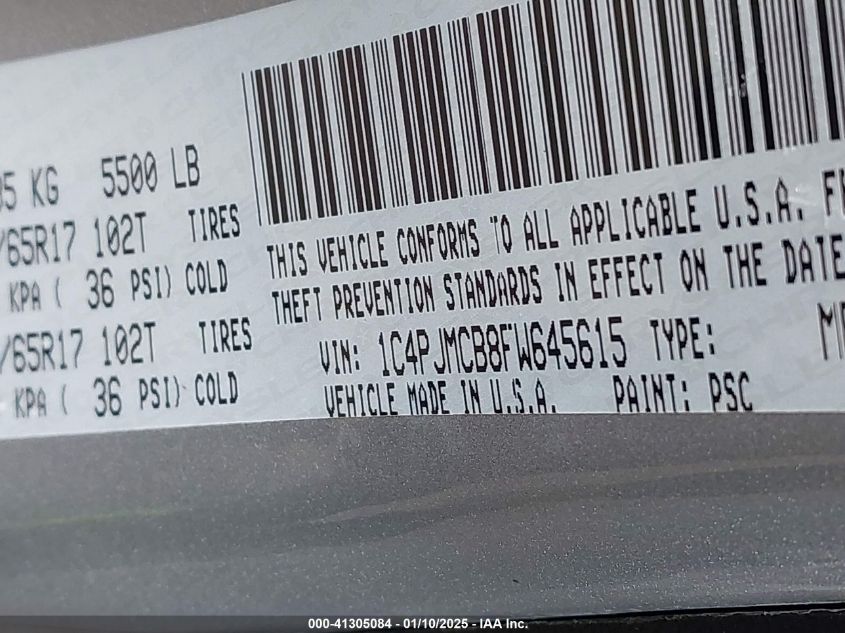 KG 5500 LB
/65R17 102T TIRES
KPA ( 36 PSI) COLD
/65R17 102T TIRES
KPA ( 36 PSI) COLD
THIS VEHICLE CONFORMS TO ALL APPLICABLE U.S.A.
THEFT PREVENTION STANDARDS IN EFFECT ON THE DATE
VIN: 1C4PJMCB8FW645615 TYPE:
VEHICLE MADE IN U.S.A. PAINT: PSC
000-41305084 - 01/10/2025 - IAA Inc.